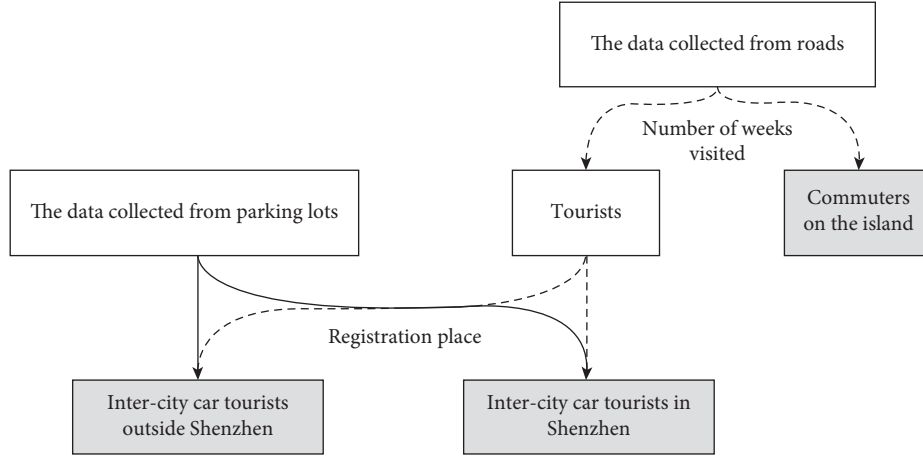 The data collected from roads
Number of weeks
visited
The data collected from parking lots
Tourists
Commuters
on the island
Registration place
Inter-city car tourists
outside Shenzhen
Inter-city car tourists in
Shenzhen